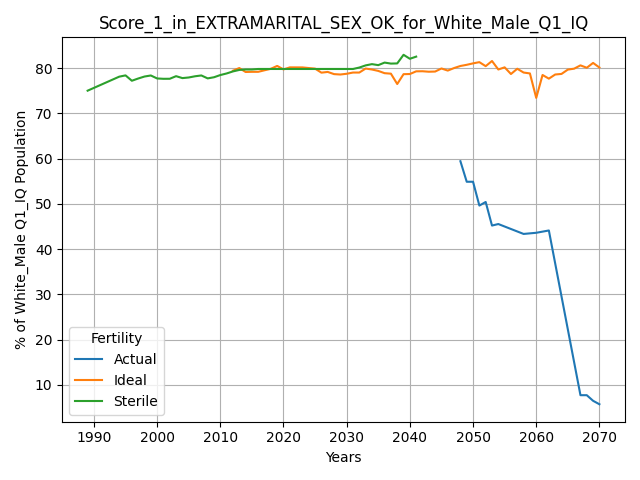 Score_1_in_EXTRAMARITAL_SEX_OK_for_White_Male_Q1_IQ
% of White_Male Q1_IQ Population
80
70
60
50
40
30
20
10
Fertility
Actual
Ideal
Sterile
1990 2000 2010 2020 2030 2040 2050 2060 2070
Years